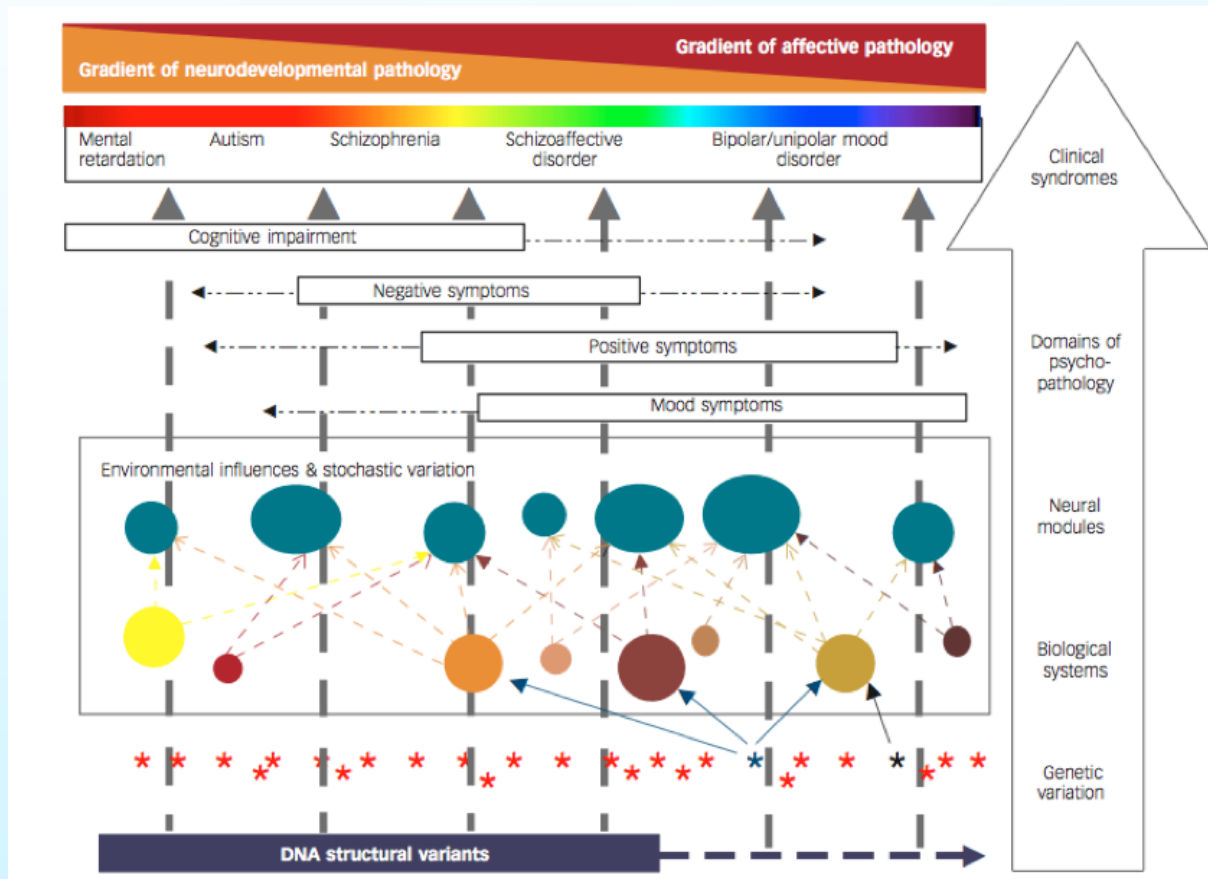 Gradient of affective pathology
Gradient of neurodevelopmental pathology
Mental
retardation
Autism
Schizophrenia
Schizoaffective
disorder
Bipolar/unipolar mood
disorder
Clinical
syndromes
Cognitive impairment
Negative symptoms
Positive symptoms
Mood symptoms
Domains of
psycho-
pathology
Environmental influences & stochastic variation
Neural
modules
Biological
systems
Genetic
variation
DNA structural variants